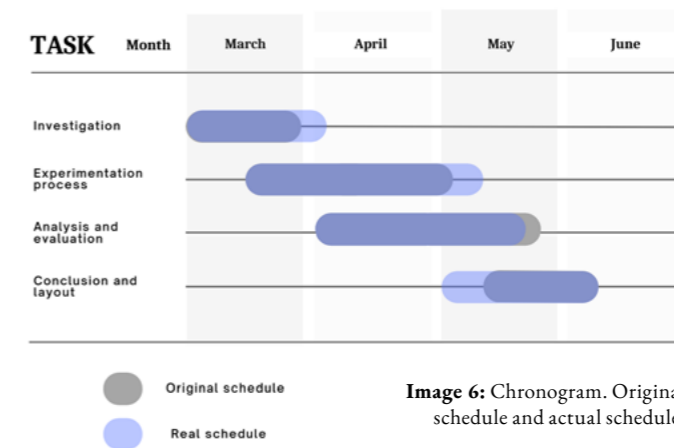 TASK Month March April May June
Investigation
Experimentation
process
Analysis and
evaluation
Conclusion and
layout
Original schedule
Real schedule
Image 6: Chronogram. Origina
schedule and actual schedule